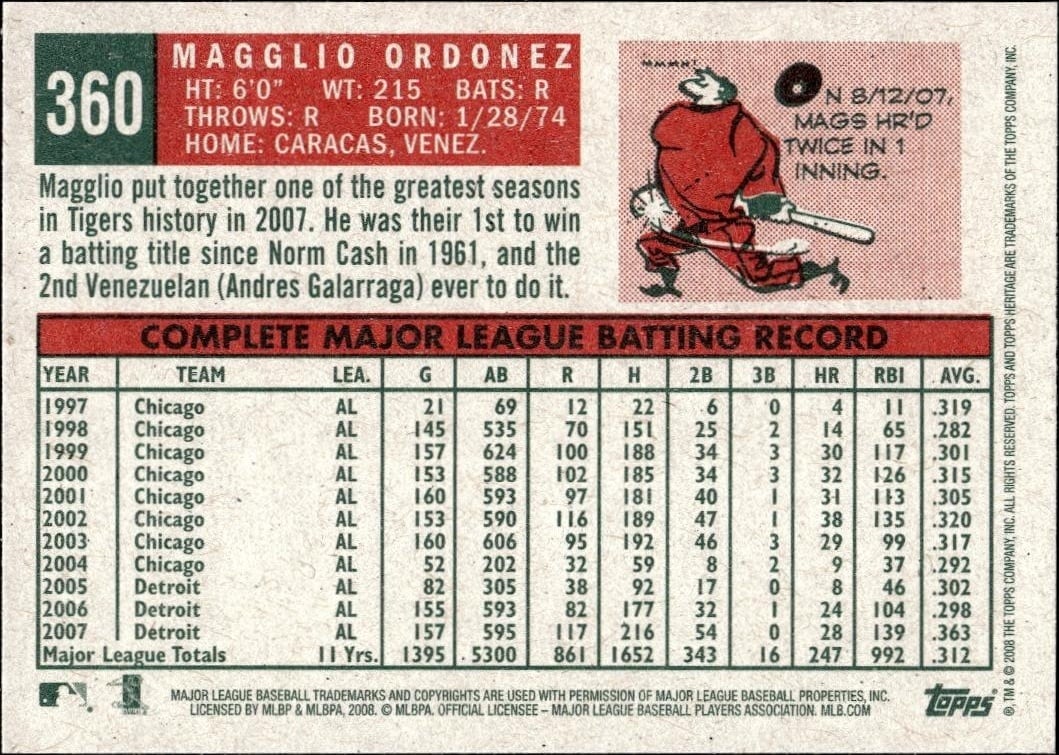 360
MAGGLIO ORDONEZ
HT: 6'0" WT: 215 BATS: R
THROWS: R BORN: 1/28/74
HOME: CARACAS, VENEZ.
Magglio put together one of the greatest seasons
in Tigers history in 2007. He was their 1st to win
a batting title since Norm Cash in 1961, and the
2nd Venezuelan (Andres Galarraga) ever to do it.
MMMM!
ON 8/12/07,
MAGS HR'D
TWICE IN 1
INNING.
COMPLETE MAJOR LEAGUE BATTING RECORD
YEAR TEAM LEA. G AB R H 2B 3B HR RBI AVG.
1997 Chicago AL 21 69 12 22 6 0 4 11 .319
1998 Chicago AL 145 535 70 151 25 2 14 65 .282
1999 Chicago AL 157 624 100 188 34 3 30 117 .301
2000 Chicago AL 153 588 102 185 34 3 32 126 .315
2001 Chicago AL 160 593 97 181 40 1 31 113 .305
2002 Chicago AL 153 590 116 189 47 1 38 135 .320
2003 Chicago AL 160 606 95 192 46 3 29 99 .317
2004 Chicago AL 52 202 32 59 8 2 9 37 .292
2005 Detroit AL 82 305 38 92 17 0 8 46 .302
2006 Detroit AL 155 593 82 177 32 1 24 104 .298
2007 Detroit AL 157 595 117 216 54 0 28 139 .363
Major League Totals 11 Yrs. 1395 5300 861 1652 343 16 247 992 .312
MAJOR LEAGUE BASEBALL TRADEMARKS AND COPYRIGHTS ARE USED WITH PERMISSION OF MAJOR LEAGUE BASEBALL PROPERTIES, INC.
LICENSED BY MLBP & MLBPA, 2008. © MLBPA. OFFICIAL LICENSEE – MAJOR LEAGUE BASEBALL PLAYERS ASSOCIATION. MLB.COM
topps
®, TM & © 2008 THE TOPPS COMPANY, INC. ALL RIGHTS RESERVED. TOPPS AND TOPPS HERITAGE ARE TRADEMARKS OF THE TOPPS COMPANY, INC.